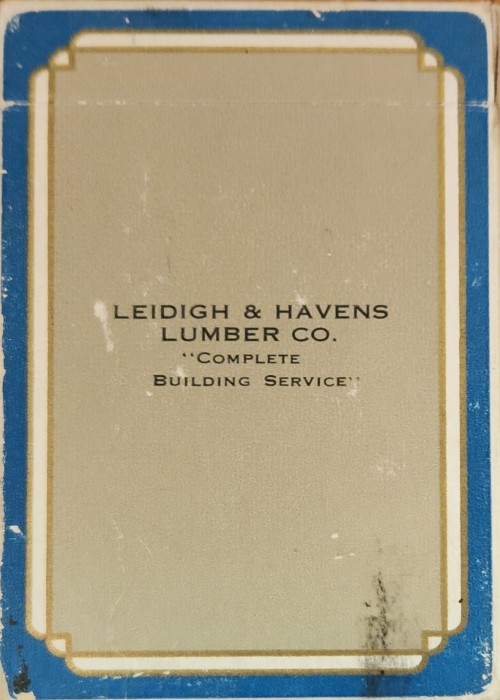 LEIDIGH & HAVENS
LUMBER CO.
"COMPLETE
BUILDING SERVICE"